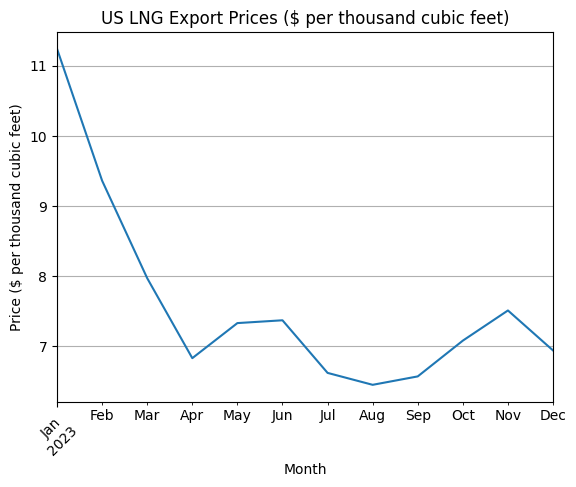 US LNG Export Prices ($ per thousand cubic feet)
Price ($ per thousand cubic feet)
11
10
9
8
7
Jan
2023
Feb
Mar
Apr
May
Jun
Jul
Aug
Sep
Oct
Nov
Dec
Month